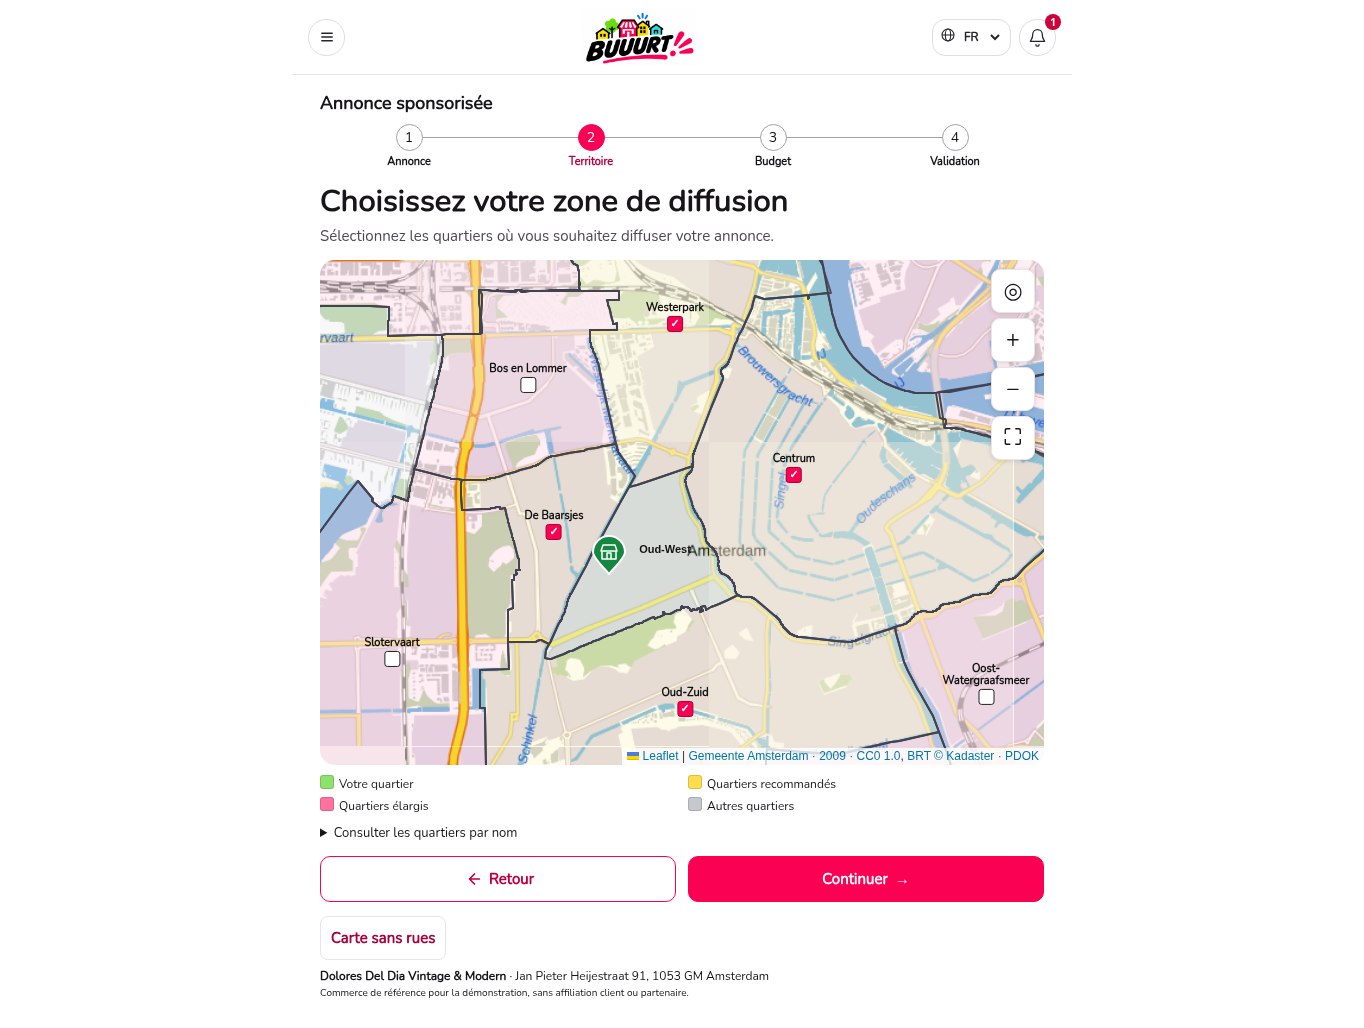 BUUURT!
FR
1
Annonce sponsorisée
1
2
3
4
Annonce
Territoire
Budget
Validation
Choisissez votre zone de diffusion
Sélectionnez les quartiers où vous souhaitez diffuser votre annonce.
Westerpark
rvaart
IJ
Brouwersgracht
Bos en Lommer
IJ
Centrum
Singel
Oudeschans
De Baarsjes
Oud-West
Amsterdam
Slotervaart
Singelgracht
Oost-
Watergraafsmeer
Oud-Zuid
Schinkel
Leaflet | Gemeente Amsterdam · 2009 · CC0 1.0, BRT © Kadaster · PDOK
Votre quartier
Quartiers recommandés
Quartiers élargis
Autres quartiers
Consulter les quartiers par nom
← Retour
Continuer →
Carte sans rues
Dolores Del Dia Vintage & Modern · Jan Pieter Heijestraat 91, 1053 GM Amsterdam
Commerce de référence pour la démonstration, sans affiliation client ou partenaire.